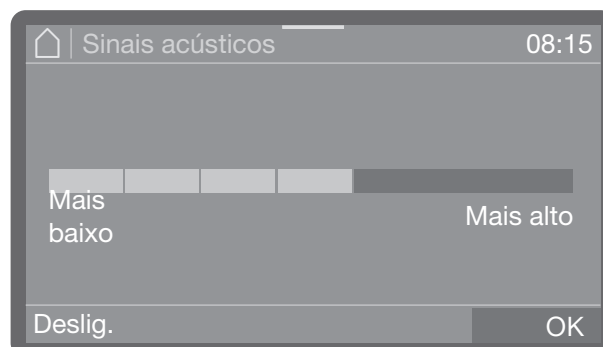 Sinais acústicos
08:15
Mais
baixo
Mais alto
Deslig.
OK